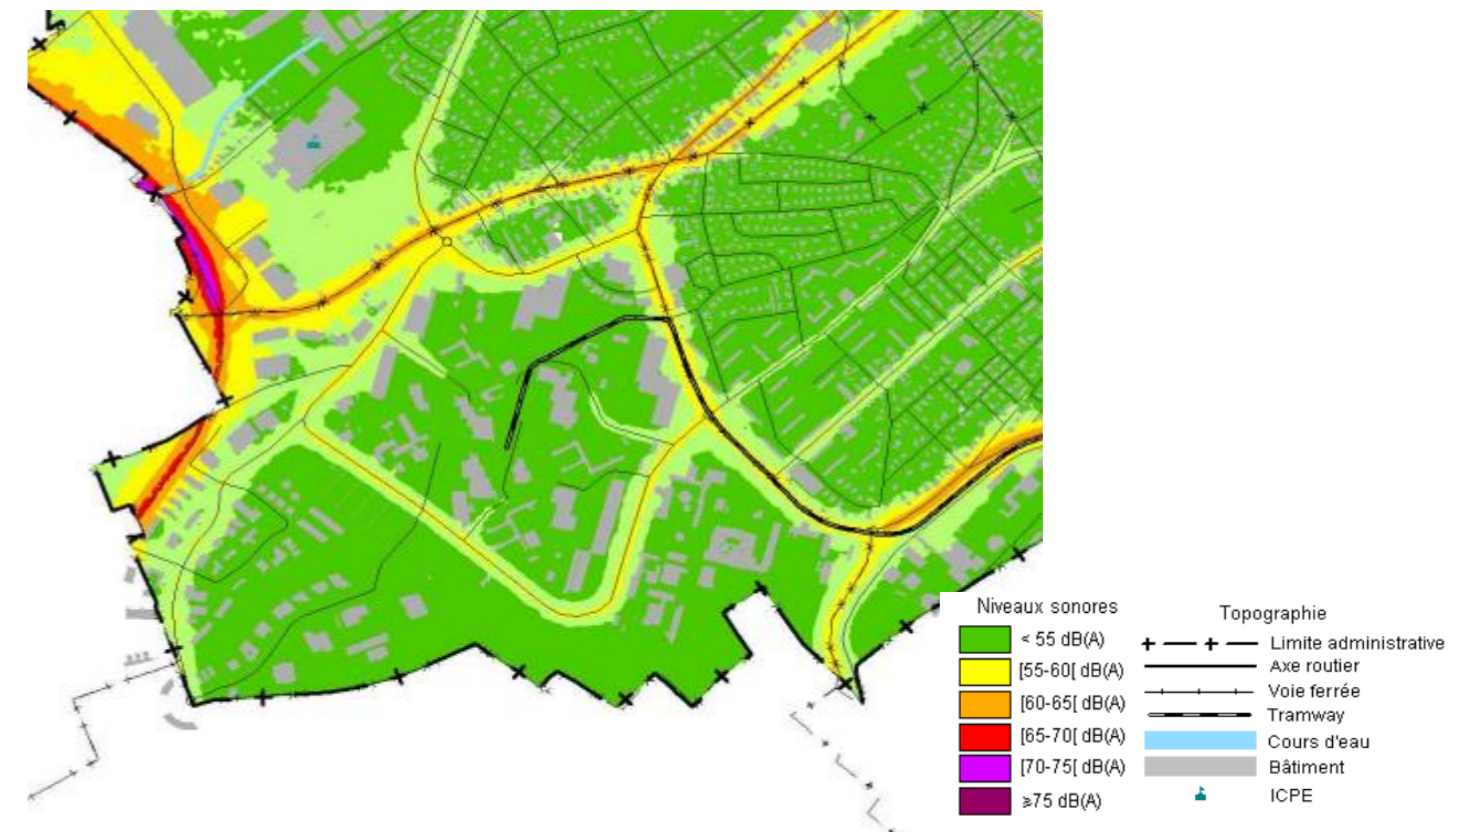 Niveaux sonores
< 55 dB(A)
[55-60[ dB(A)
[60-65[ dB(A)
[65-70[ dB(A)
[70-75[ dB(A)
⩾75 dB(A)
Topographie
Limite administrative
Axe routier
Voie ferrée
Tramway
Cours d'eau
Bâtiment
ICPE